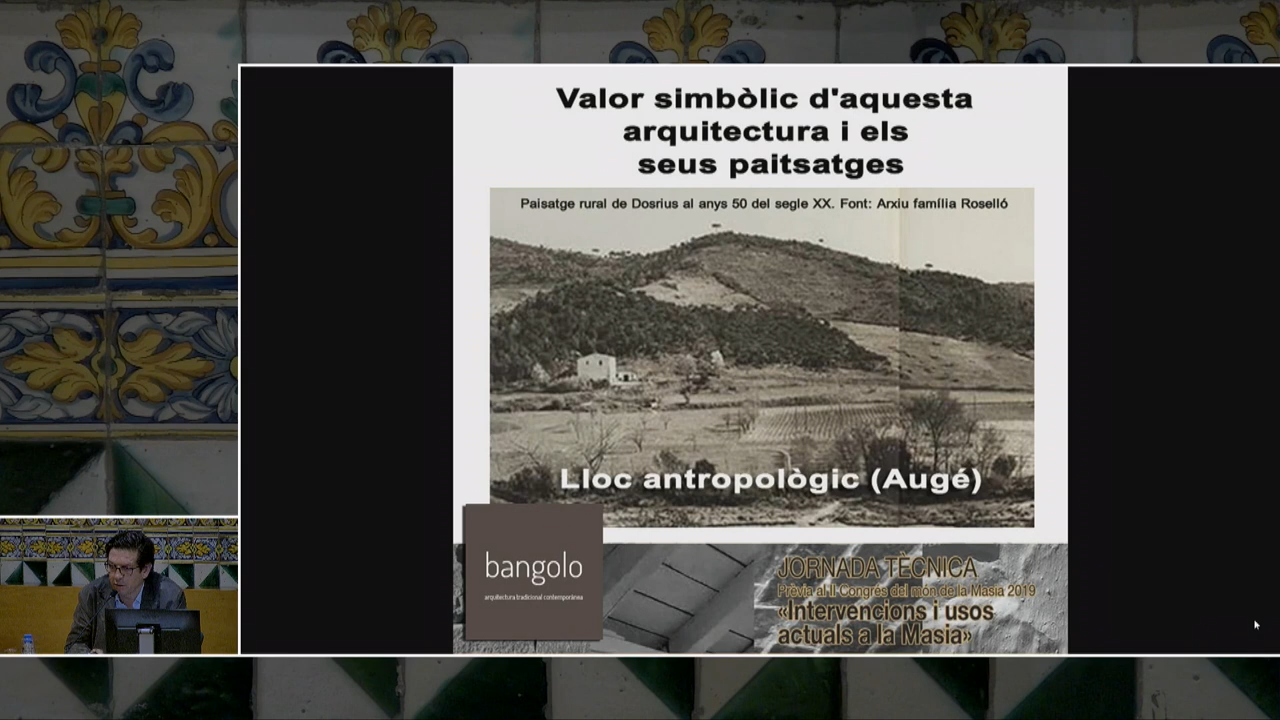 Valor simbòlic d'aquesta
arquitectura i els
seus paitsatges
Paisatge rural de Dosrius al anys 50 del segle XX. Font: Arxiu família Roselló
Lloc antropològic (Augé)
bangolo
arquitectura tradicional contemporània
JORNADA TÈCNICA
Prèvia al II Congrés del món de la Masia 2019
«Intervencions i usos
actuals a la Masia»